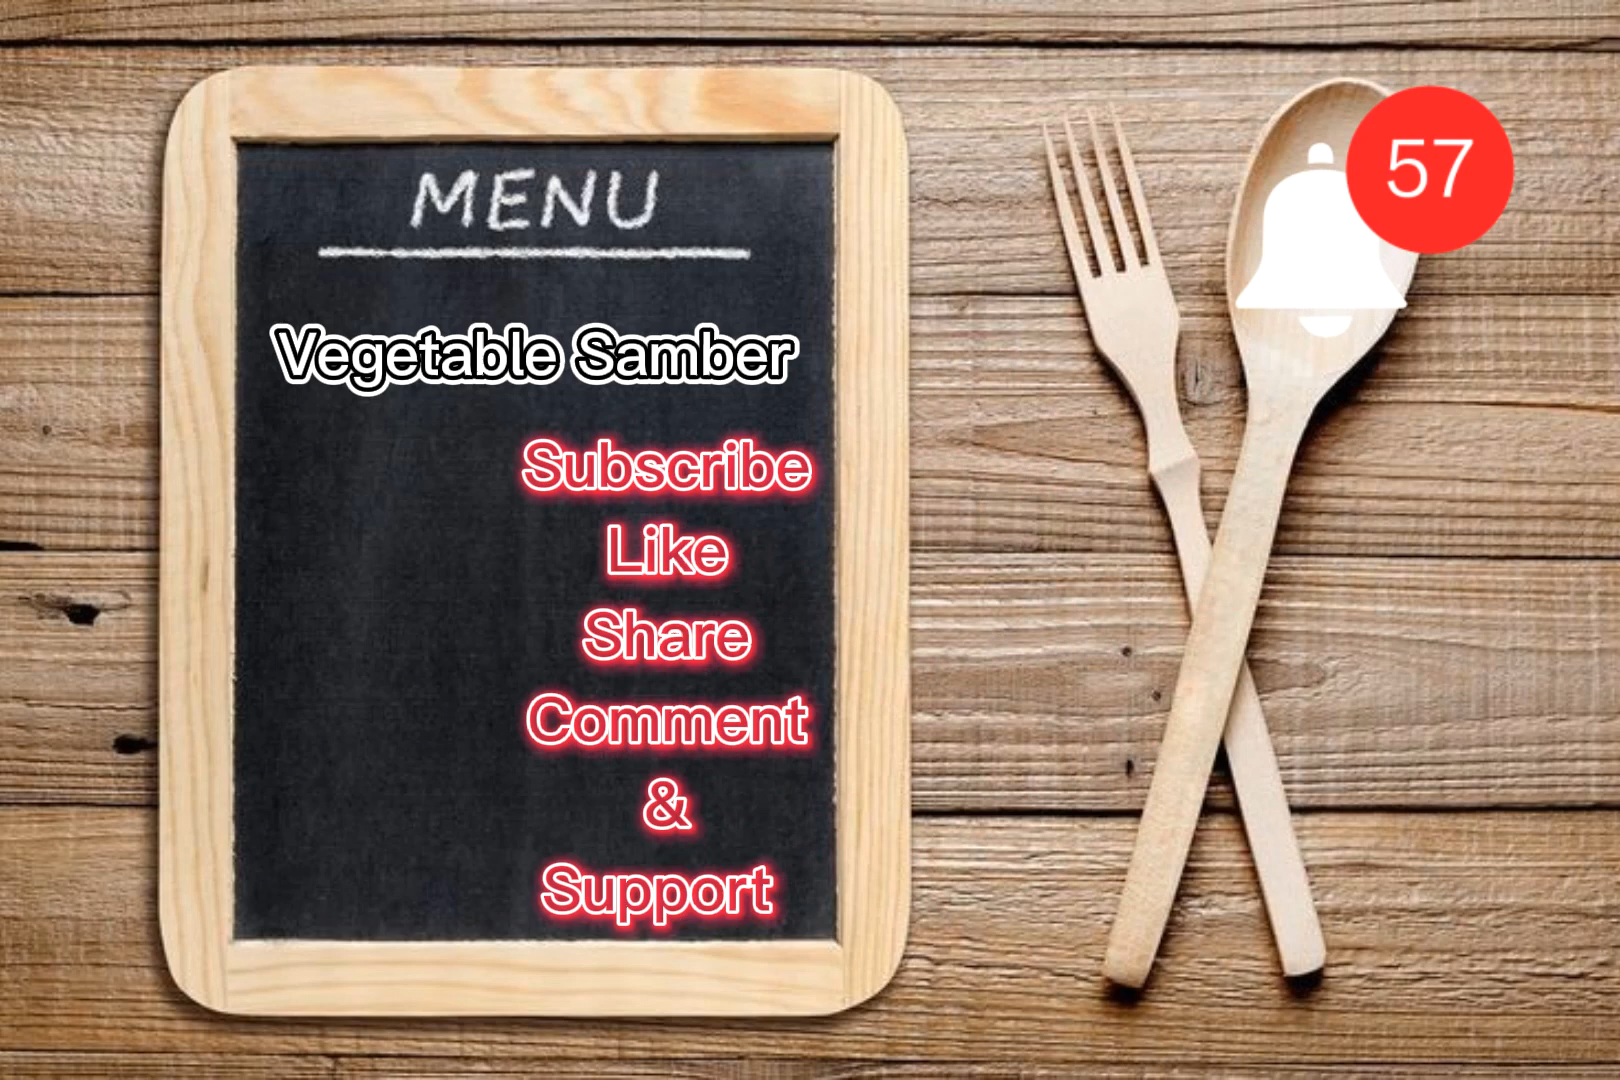 MENU
Vegetable Samber
Subscribe
Like
Share
Comment
&
Support
57